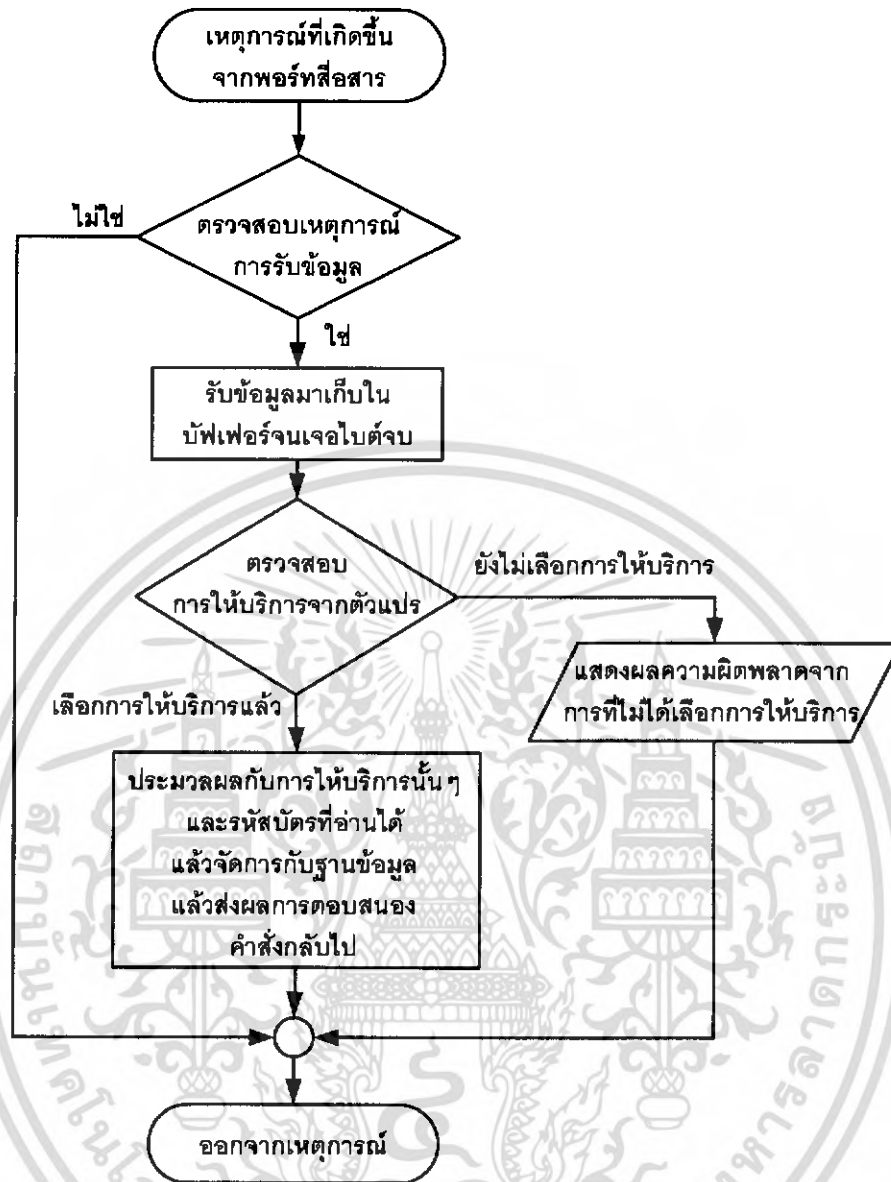 เหตุการณ์ที่เกิดขึ้น
จากพอร์ทสื่อสาร
ไม่ใช่
ตรวจสอบเหตุการณ์
การรับข้อมูล
ใช่
รับข้อมูลมาเก็บใน
บัฟเฟอร์จนเจอไบต์จบ
ตรวจสอบ
การให้บริการจากตัวแปร
ยังไม่เลือกการให้บริการ
แสดงผลความผิดพลาดจาก
การที่ไม่ได้เลือกการให้บริการ
เลือกการให้บริการแล้ว
ประมวลผลกับการให้บริการนั้นๆ
และรหัสบัตรที่อ่านได้
แล้วจัดการกับฐานข้อมูล
แล้วส่งผลการตอบสนอง
คำสั่งกลับไป
ออกจากเหตุการณ์